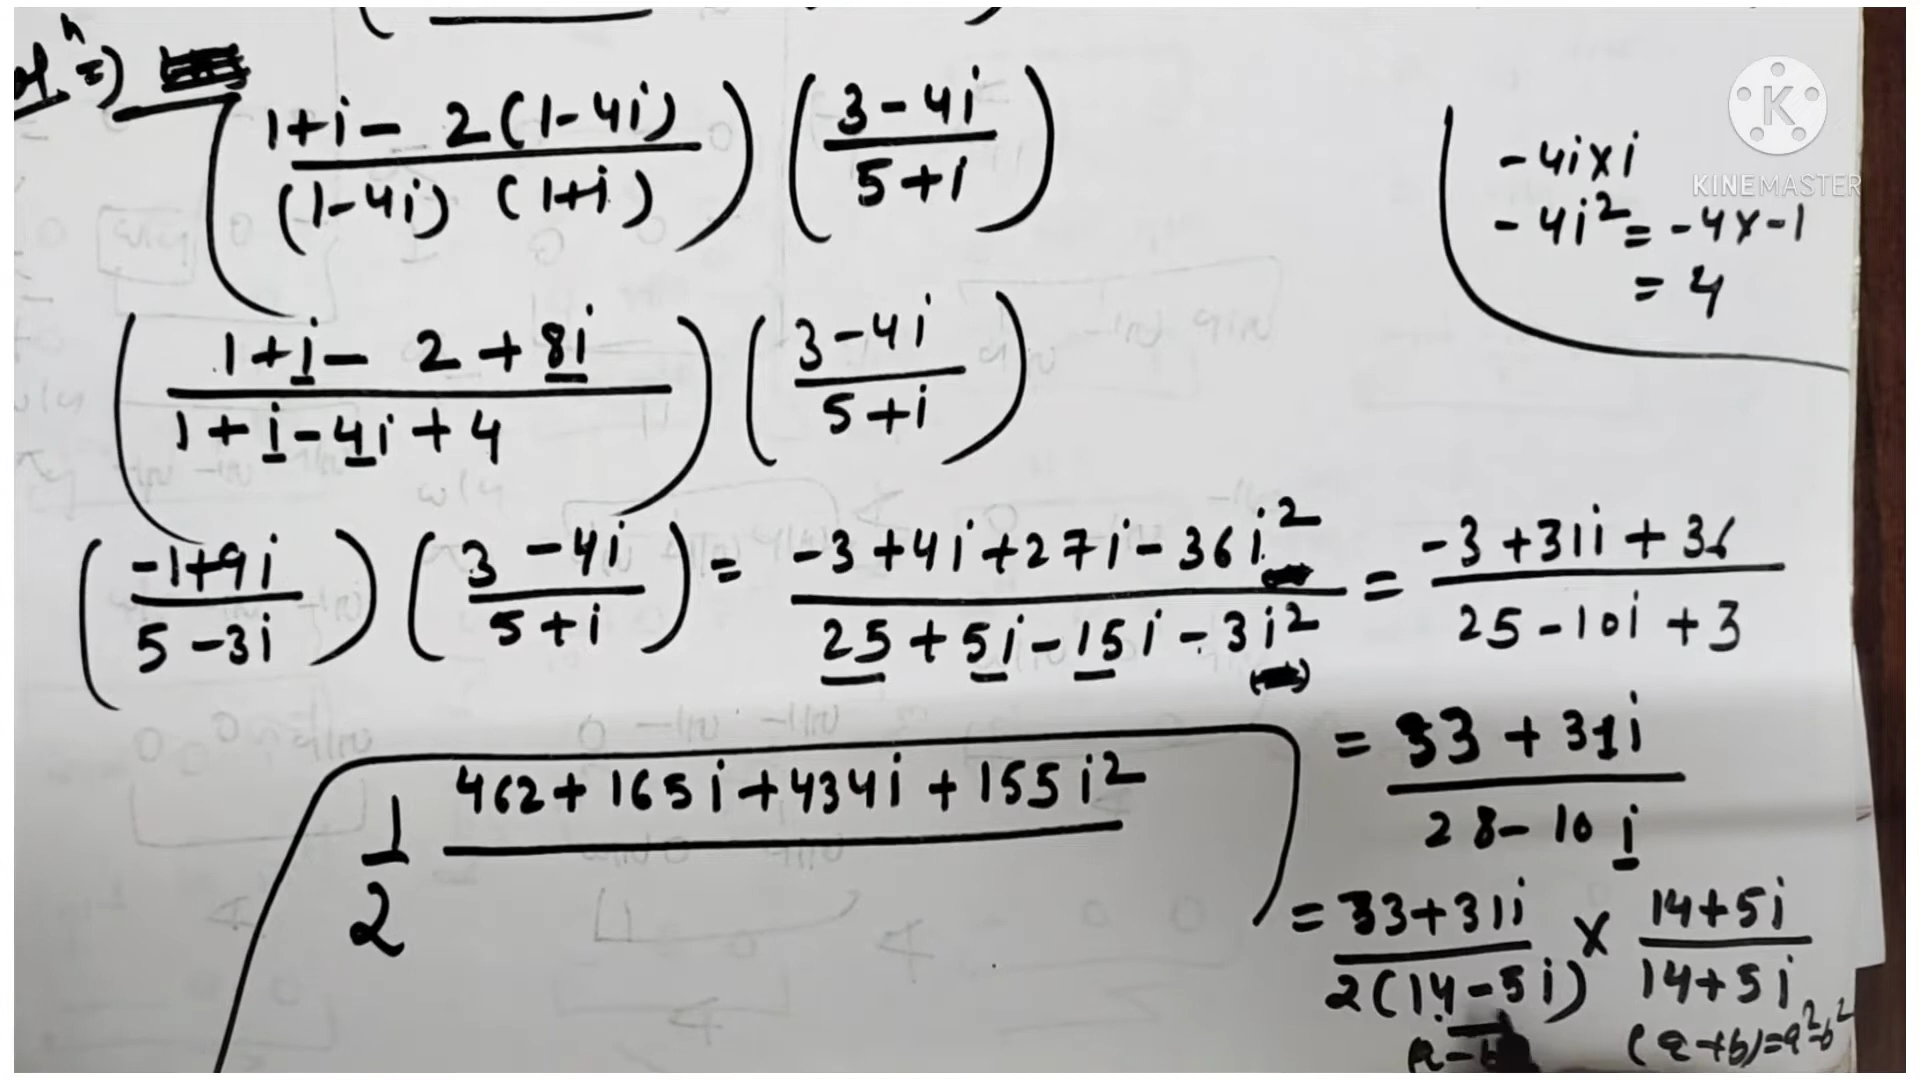 (1+i - 2(1-4i) / (1-4i) (1+i)) (3-4i / 5+i)
-4i×i
-4i² = -4×-1
= 4
KINEMASTER
(1+i - 2+8i / 1+i-4i+4) (3-4i / 5+i)
(-1+9i / 5-3i) (3-4i / 5+i) = -3+4i+27i-36i² / 25+5i-15i-3i² = -3+31i+36 / 25-10i+3
= 33+31i / 28-10i
1/2 462+165i+434i+155i²
= 33+31i / 2(14-5i) × 14+5i / 14+5i
(a+b)=a²-b²